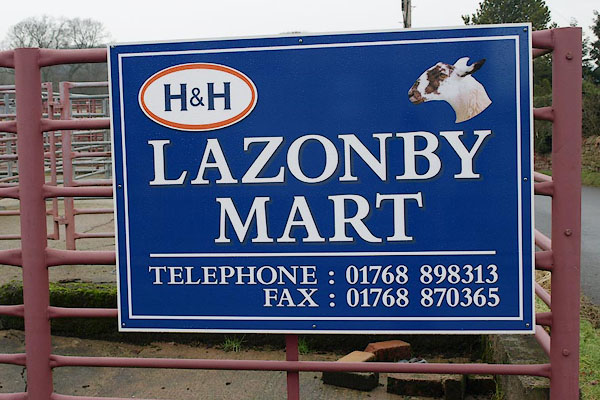 H&H
LAZONBY
MART
TELEPHONE : 01768 898313
FAX : 01768 870365